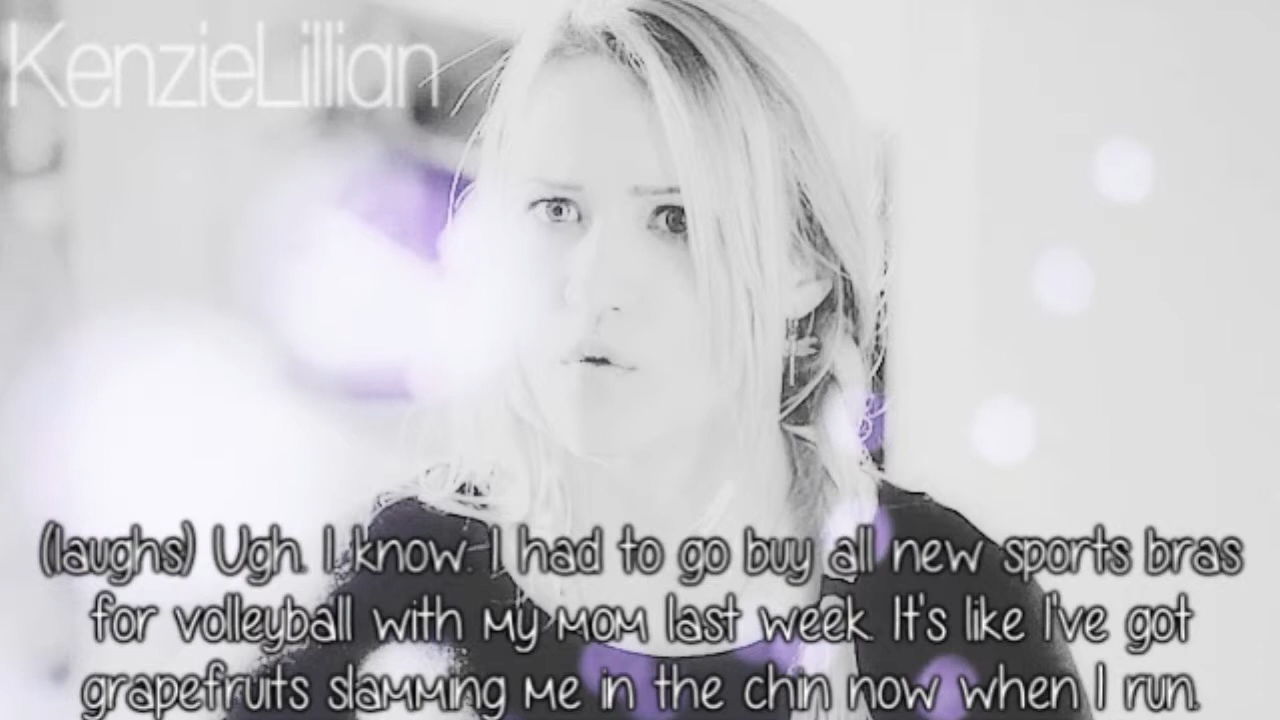 KenzieLillian
(laughs) Ugh. I know. I had to go buy all new sports bras
for volleyball with my mom last week. It's like I've got
grapefruits slamming me in the chin now when I run.